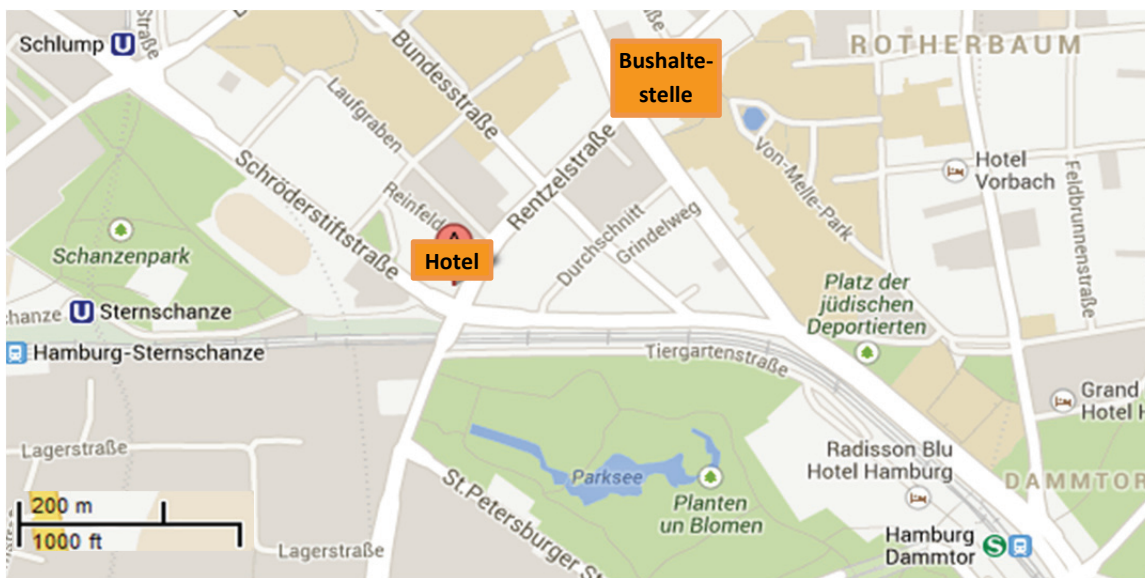 Schlump U
Straße
Bushalte-
stelle
ROTHERBAUM
Bundesstraße
Laufgraben
Von-Melle-Park
Hotel
Vorbach
Feldbrunnenstraße
Schröderstiftstraße
Reinfeld
Rentzelstraße
Durchschnitt
Grindelweg
Hotel
Schanzenpark
Platz der
jüdischen
Deportierten
chanze U Sternschanze
Hamburg-Sternschanze
Tiergartenstraße
Grand
Hotel H
Lagerstraße
Radisson Blu
Hotel Hamburg
Parksee
DAMMTOR
St.Petersburger St
Planten
un Blomen
200 m
1000 ft
Lagerstraße
Hamburg
Dammtor S